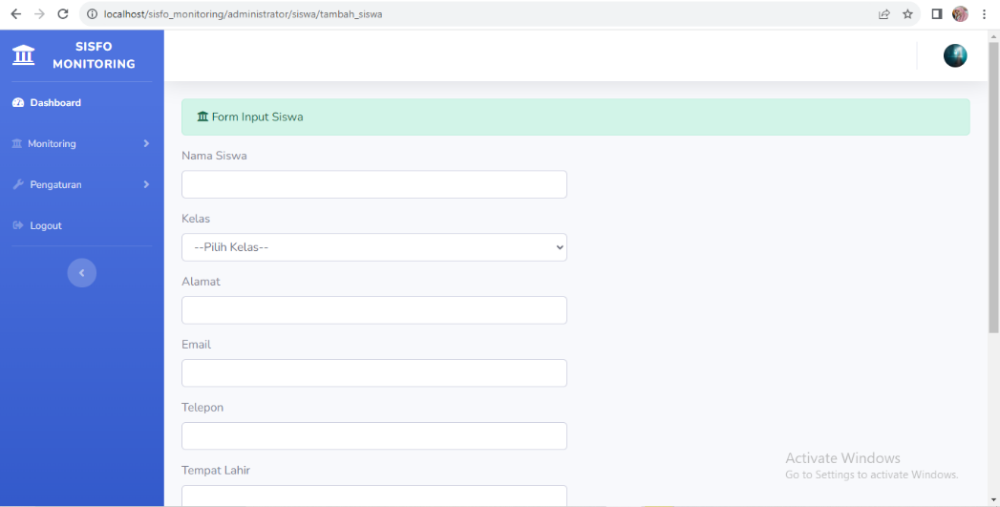 localhost/sisfo_monitoring/administrator/siswa/tambah_siswa
SISFO
MONITORING
Dashboard
Monitoring
Pengaturan
Logout
Form Input Siswa
Nama Siswa
Kelas
--Pilih Kelas--
Alamat
Email
Telepon
Tempat Lahir
Activate Windows
Go to Settings to activate Windows.